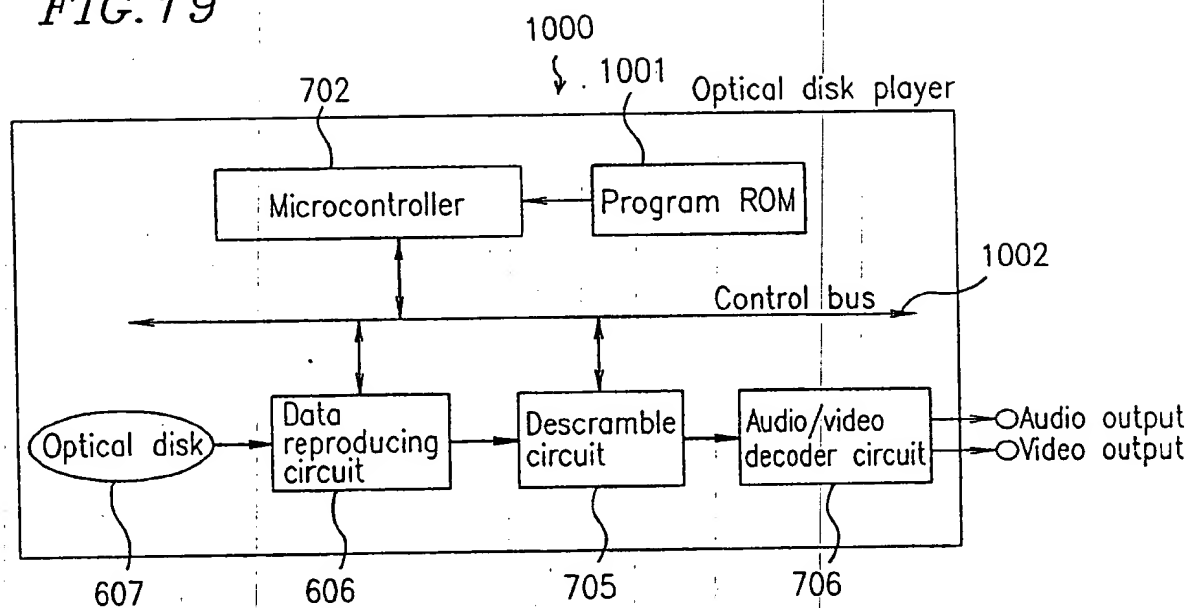 FIG. 19
1000
1001
702
Optical disk player
Microcontroller
Program ROM
1002
Control bus
Optical disk
Data
reproducing
circuit
Descramble
circuit
Audio/video
decoder circuit
Audio output
Video output
607
606
705
706